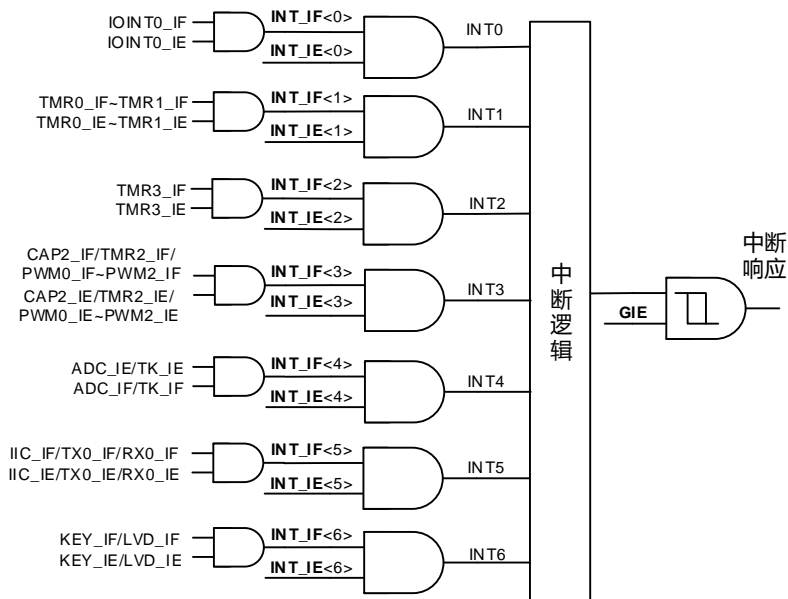 IOINT0_IF
IOINT0_IE
INT_IF<0>
INT_IE<0>
INT0
TMR0_IF~TMR1_IF
TMR0_IE~TMR1_IE
INT_IF<1>
INT_IE<1>
INT1
TMR3_IF
TMR3_IE
INT_IF<2>
INT_IE<2>
INT2
CAP2_IF/TMR2_IF/
PWM0_IF~PWM2_IF
CAP2_IE/TMR2_IE/
PWM0_IE~PWM2_IE
INT_IF<3>
INT_IE<3>
INT3
ADC_IE/TK_IE
ADC_IF/TK_IF
INT_IF<4>
INT_IE<4>
INT4
IIC_IF/TX0_IF/RX0_IF
IIC_IE/TX0_IE/RX0_IE
INT_IF<5>
INT_IE<5>
INT5
KEY_IF/LVD_IF
KEY_IE/LVD_IE
INT_IF<6>
INT_IE<6>
INT6
中
断
逻
辑
GIE
中断
响应